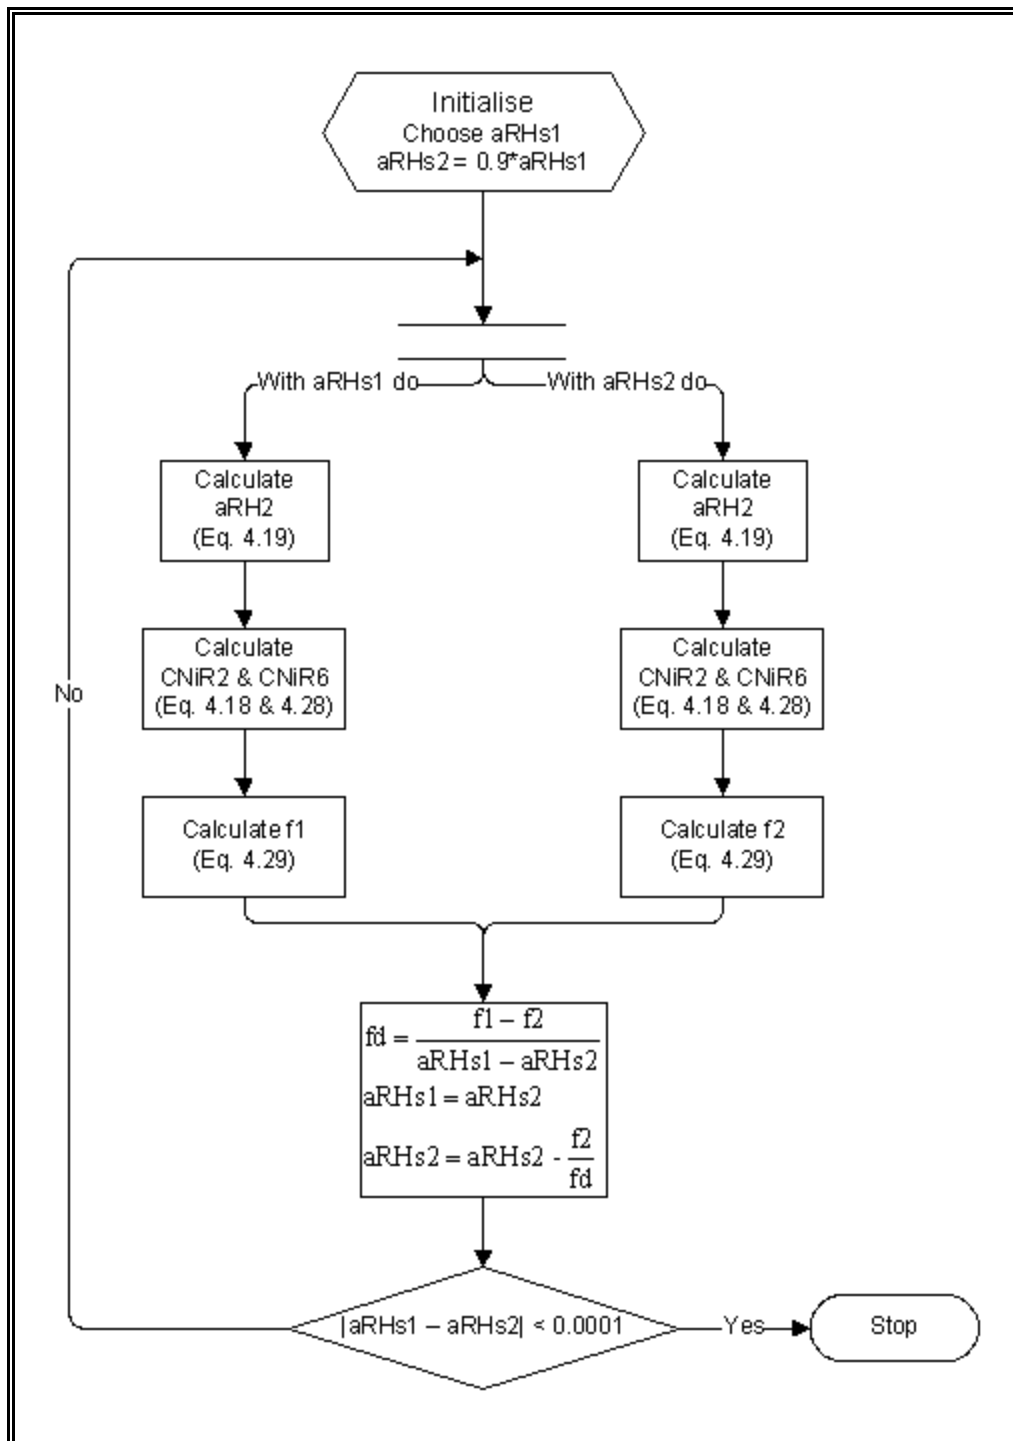 Initialise
Choose aRHs1
aRHs2 = 0.9*aRHs1
With aRHs1 do
With aRHs2 do
Calculate
aRH2
(Eq. 4.19)
Calculate
aRH2
(Eq. 4.19)
Calculate
CNiR2 & CNiR6
(Eq. 4.18 & 4.28)
Calculate
CNiR2 & CNiR6
(Eq. 4.18 & 4.28)
No
Calculate f1
(Eq. 4.29)
Calculate f2
(Eq. 4.29)
fd = (f1 − f2) / (aRHs1 − aRHs2)
aRHs1 = aRHs2
aRHs2 = aRHs2 - f2 / fd
|aRHs1 – aRHs2| < 0.0001
Yes
Stop